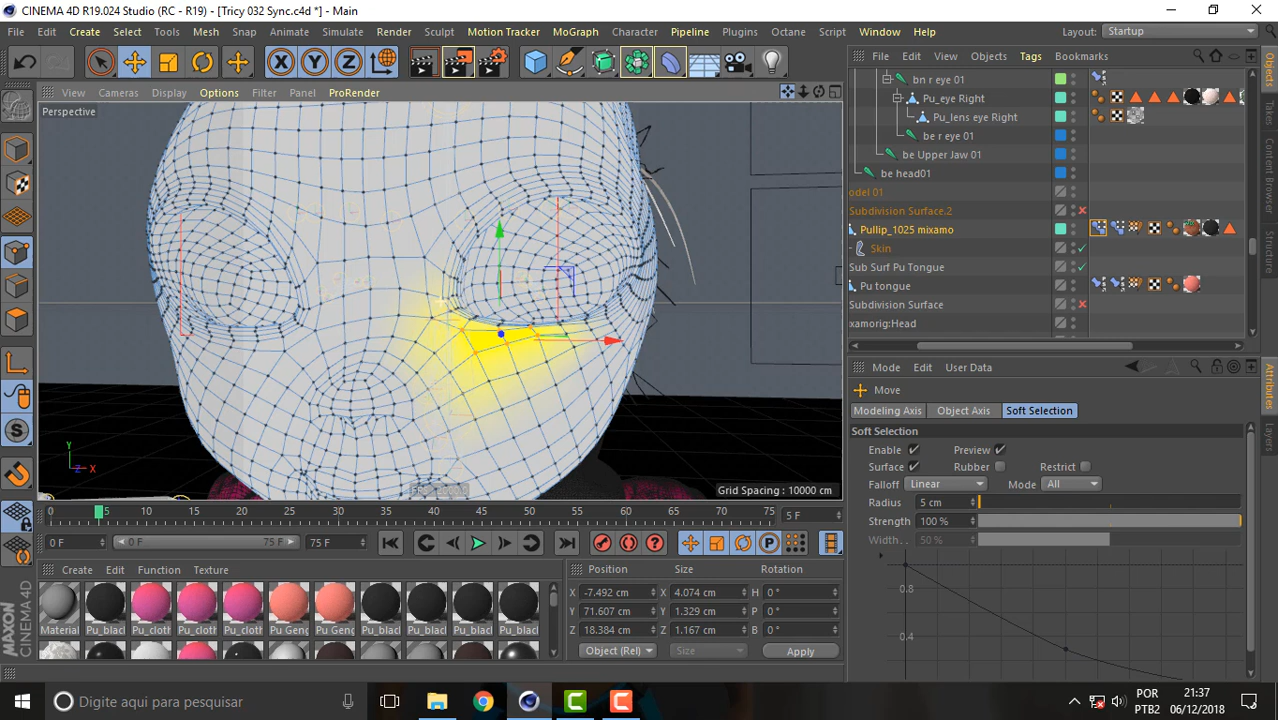 CINEMA 4D R19.024 Studio (RC - R19) - [Tricy 032 Sync.c4d *] - Main
File Edit Create Select Tools Mesh Snap Animate Simulate Render Sculpt Motion Tracker MoGraph Character Pipeline Plugins Octane Script Window Help Layout: Startup
View Cameras Display Options Filter Panel ProRender
Perspective
Grid Spacing : 10000 cm
File Edit View Objects Tags Bookmarks
bn r eye 01
Pu_eye Right
Pu_lens eye Right
be r eye 01
be Upper Jaw 01
be head01
odel 01
Subdivision Surface.2
Pullip_1025 mixamo
Skin
Sub Surf Pu Tongue
Pu tongue
Subdivision Surface
xamorig:Head
Objects
Takes
Content Browser
Structure
Mode Edit User Data
Move
Modeling Axis Object Axis Soft Selection
Soft Selection
Enable Preview
Surface Rubber Restrict
Falloff Linear Mode All
Radius 5 cm
Strength 100 %
Width. . 50 %
0.8
0.4
Attributes
Layers
0 5 10 15 20 25 30 35 40 45 50 55 60 65 70 75 5 F
0 F 0 F 75 F 75 F
Create Edit Function Texture
Material Pu_blacl Pu_cloth Pu_cloth Pu_cloth Pu Geng Pu_Geng Pu_blacl Pu_blacl Pu_blacl Pu_blacl
Position Size Rotation
X -7.492 cm X 4.074 cm H 0 °
Y 71.607 cm Y 1.329 cm P 0 °
Z 18.384 cm Z 1.167 cm B 0 °
Object (Rel) Size Apply
MAXON CINEMA 4D
Digite aqui para pesquisar
POR
PTB2
21:37
06/12/2018